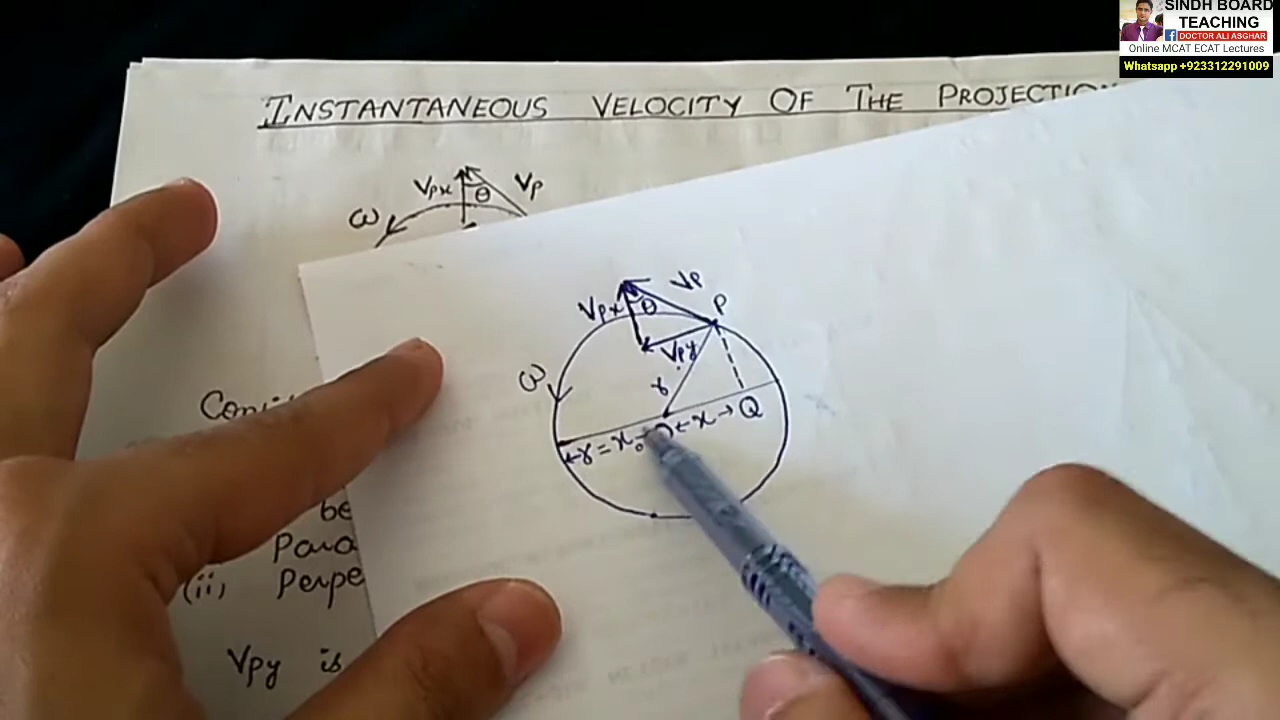 SINDH BOARD
TEACHING
DOCTOR ALI ASGHAR
Online MCAT ECAT Lectures
Whatsapp +923312291009
INSTANTANEOUS VELOCITY OF THE PROJECTIO
Vpx θ Vp
ω
Vp
Vpx θ P
Vpy
ω r
←r = x₀→O←x→Q
be
Para
(ii) Perpe
Vpy is